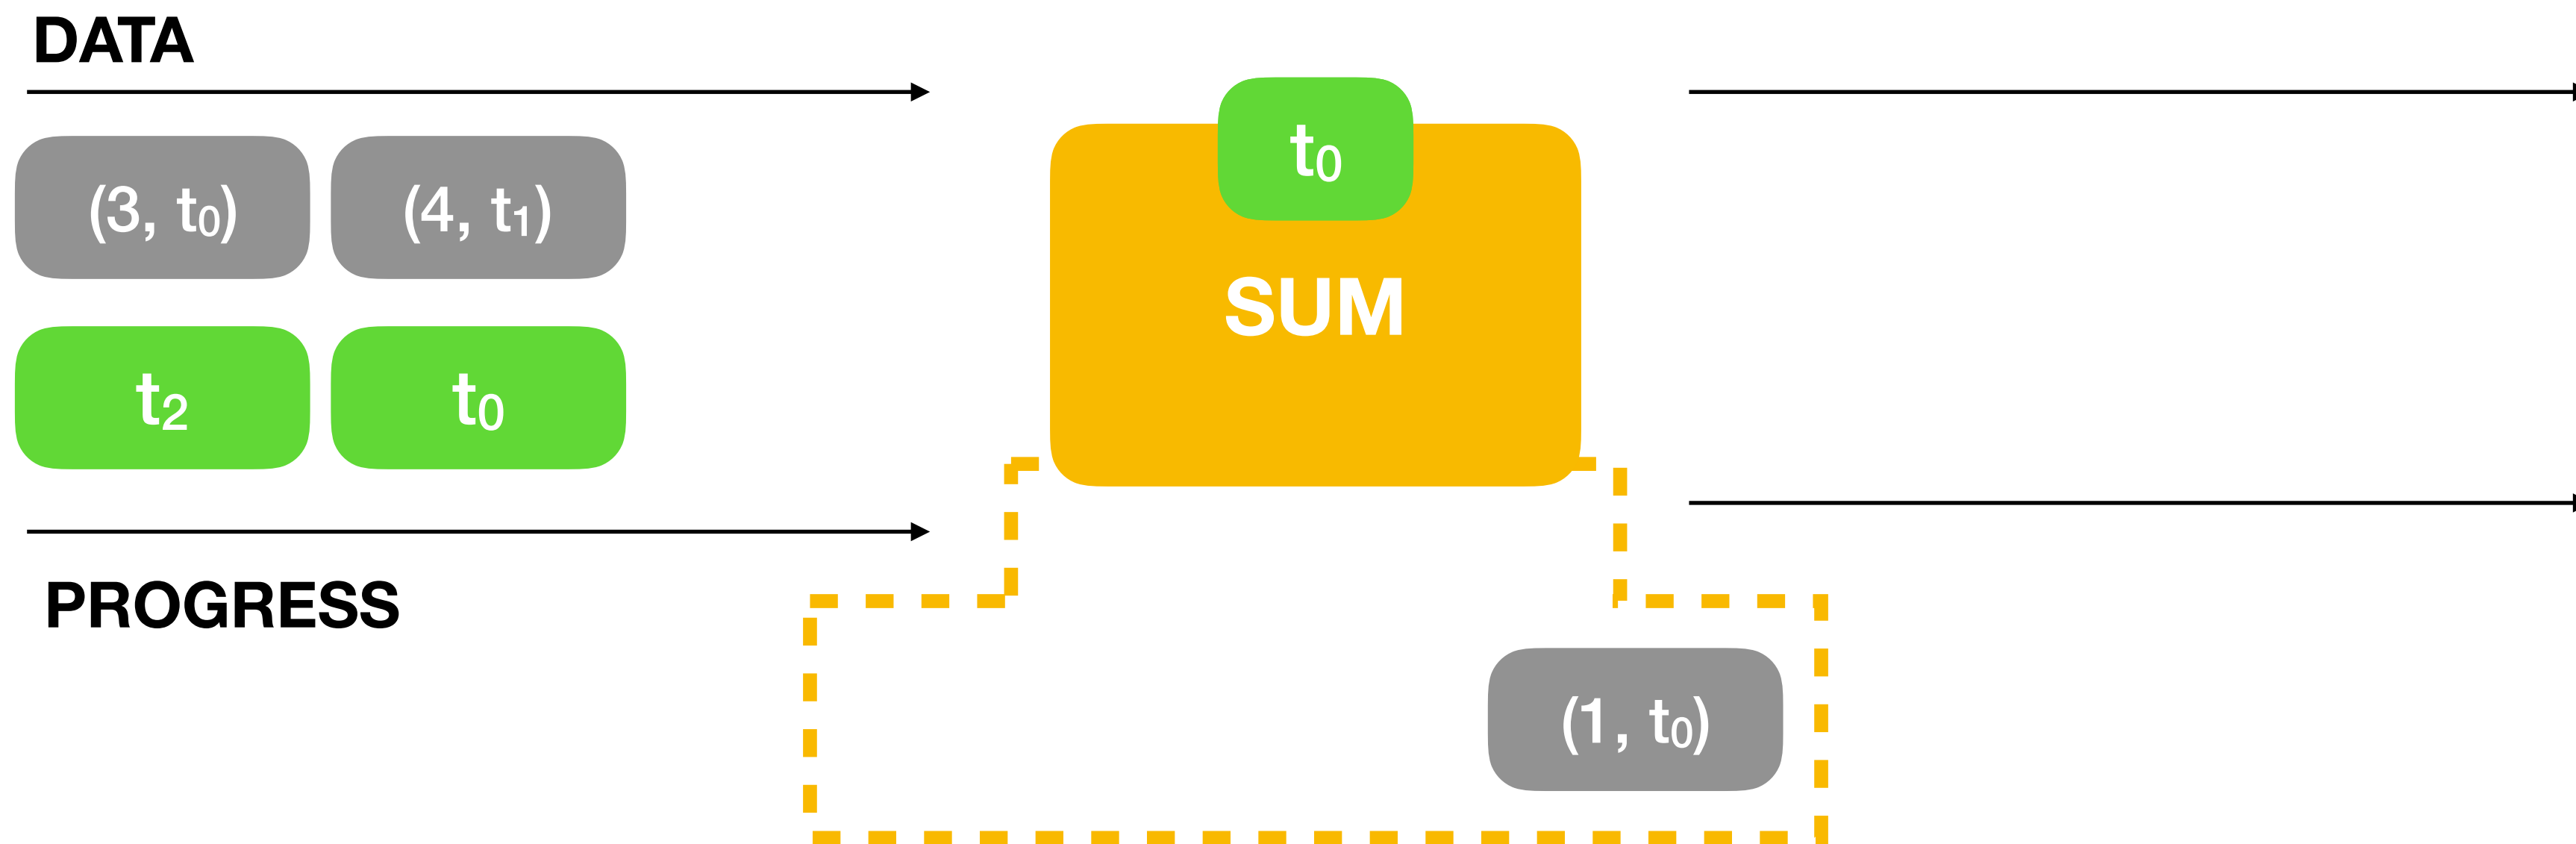 DATA
t₀
(3, t₀) (4, t₁)
SUM
t₂ t₀
PROGRESS
(1, t₀)